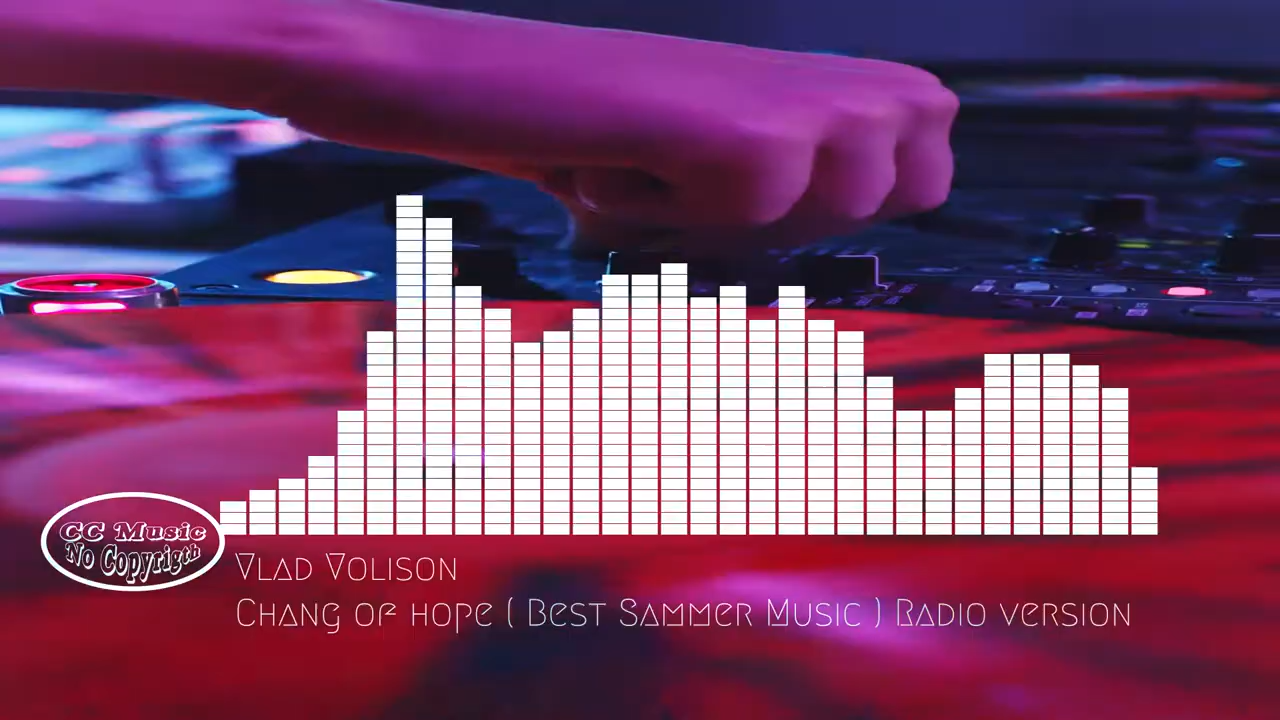 CC Music
No Copyrigth
Vlad Volison
Chang of hope ( Best Sammer Music ) Radio version